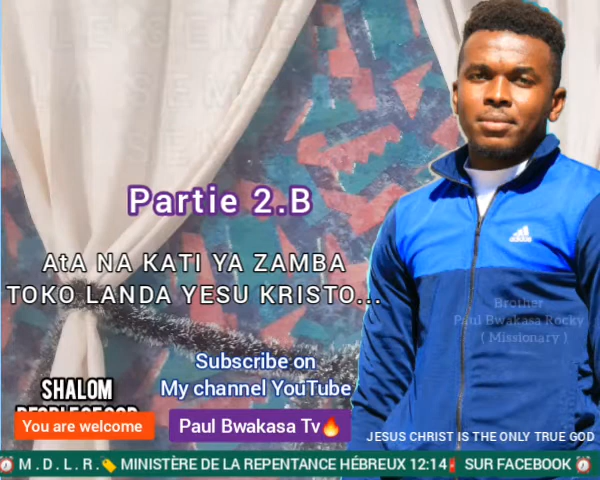 Partie 2.B
AtA NA KATI YA ZAMBA
TOKO LANDA YESU KRISTO...
adidas
Brother
Paul Bwakasa Rocky
( Missionary )
Subscribe on
My channel YouTube
SHALOM
You are welcome
Paul Bwakasa Tv🔥
JESUS CHRIST IS THE ONLY TRUE GOD
⏰ M.D.L.R.🏷️ MINISTÈRE DE LA REPENTANCE HÉBREUX 12:14🧧 SUR FACEBOOK ⏰